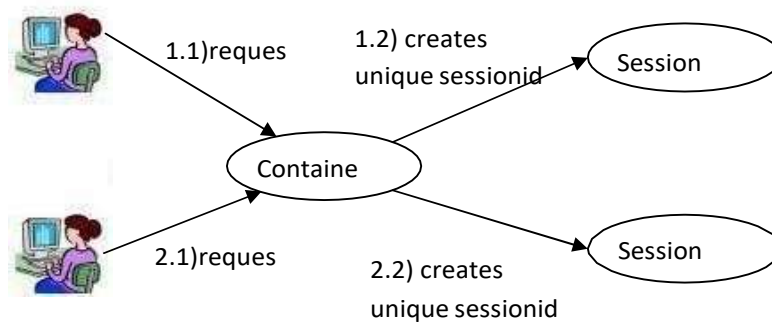 1.1)reques
1.2) creates
unique sessionid
Session
Containe
2.1)reques
2.2) creates
unique sessionid
Session